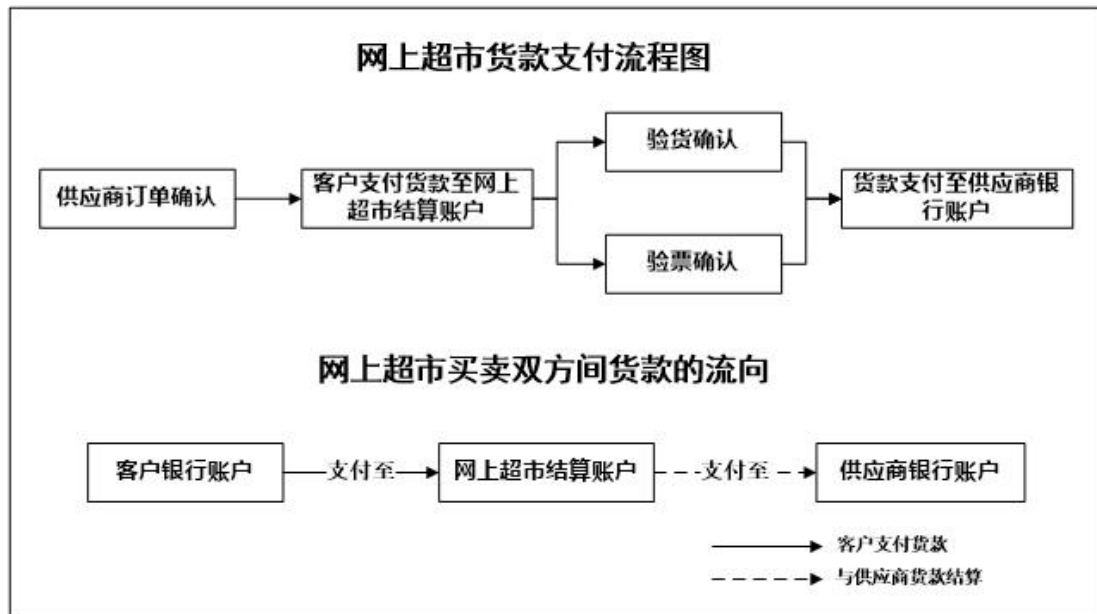 网上超市货款支付流程图
供应商订单确认
客户支付货款至网上
超市结算账户
验货确认
验票确认
货款支付至供应商银
行账户
网上超市买卖双方间货款的流向
客户银行账户
支付至
网上超市结算账户
支付至
供应商银行账户
客户支付货款
与供应商货款结算